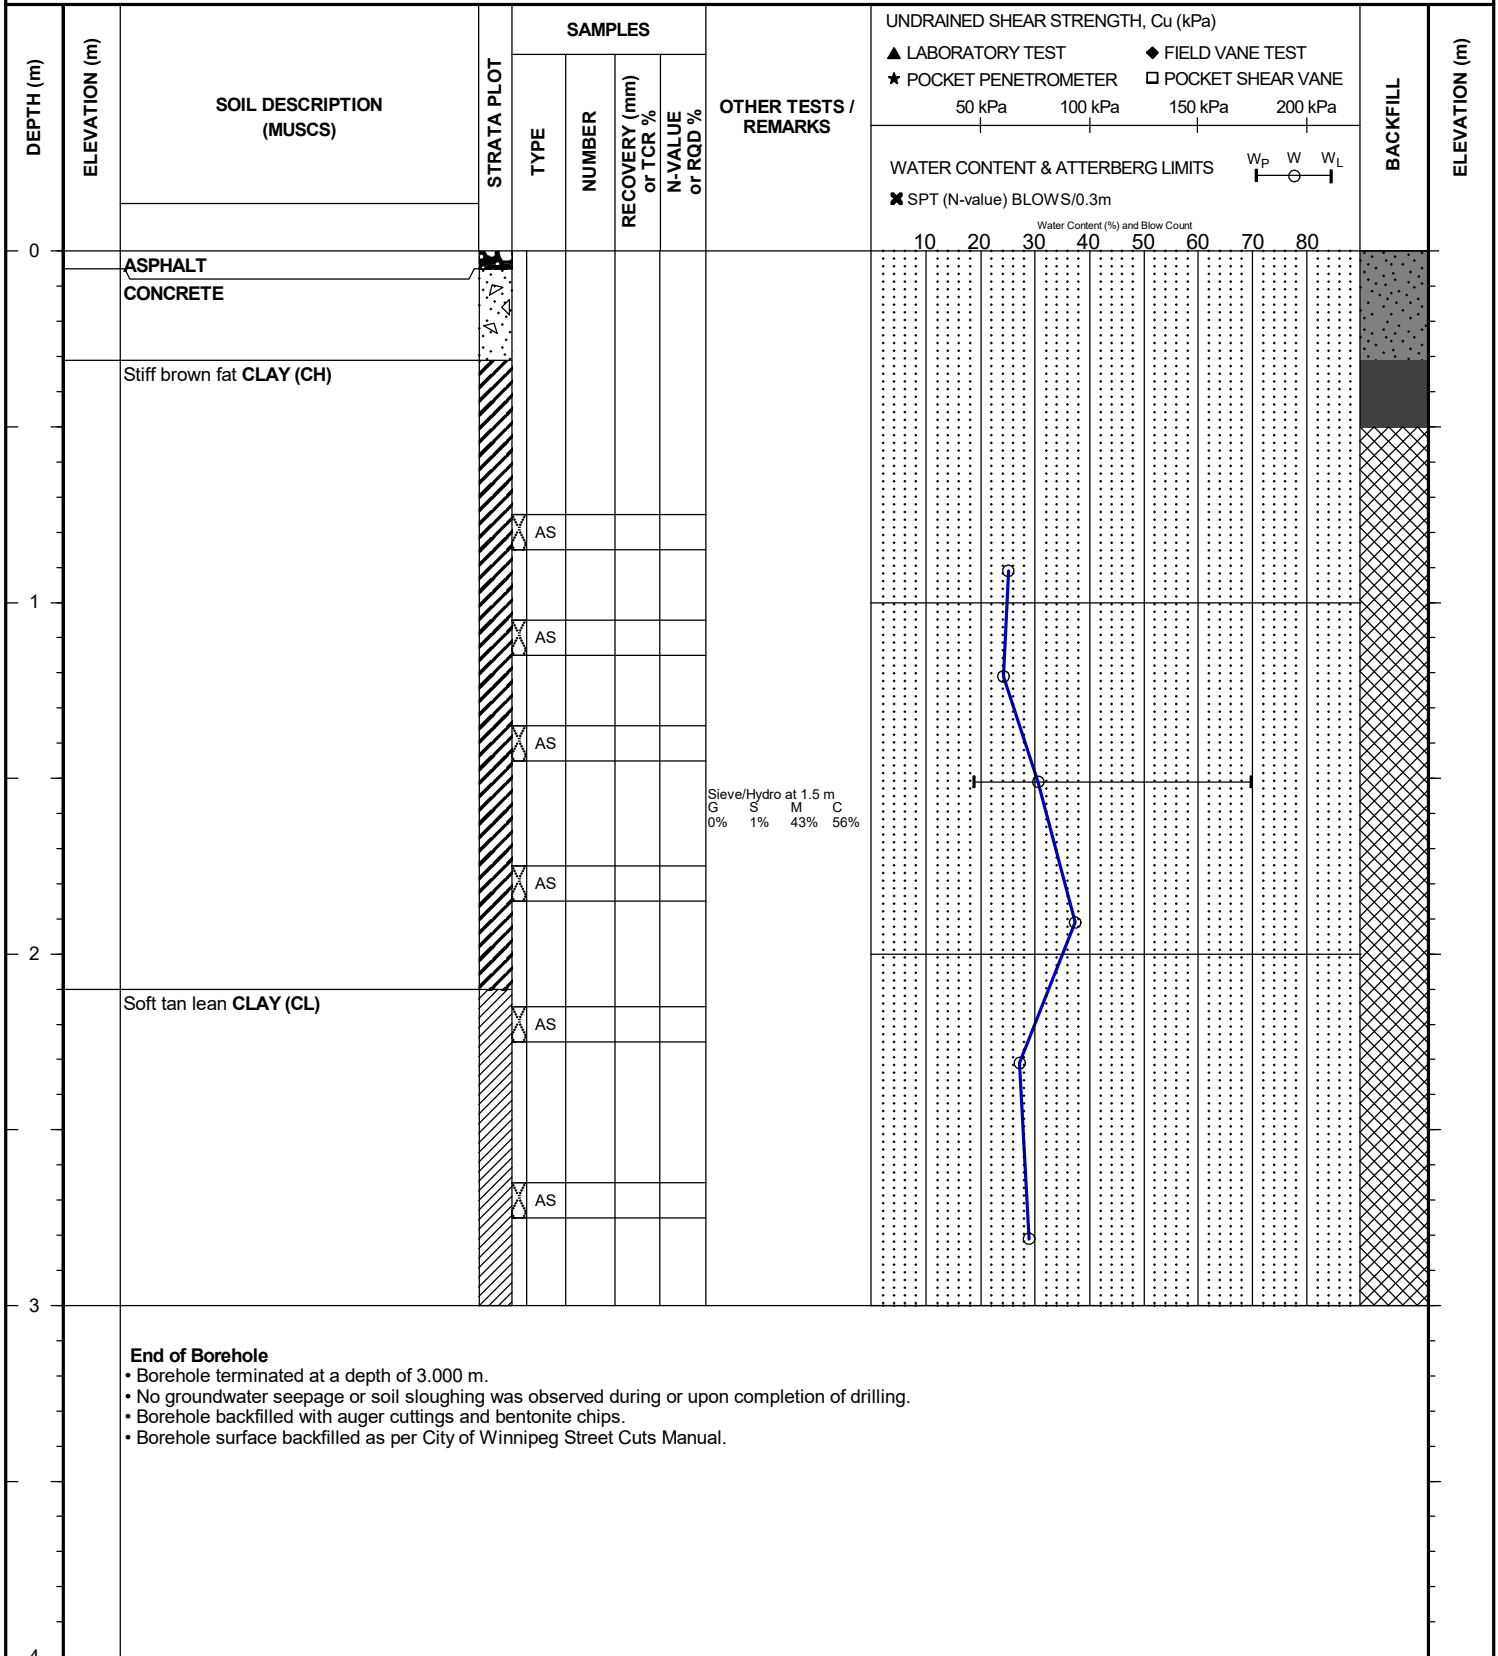 DEPTH (m)
ELEVATION (m)
SOIL DESCRIPTION
(MUSCS)
STRATA PLOT
SAMPLES
TYPE
NUMBER
RECOVERY (mm)
or TCR %
N-VALUE
or RQD %
OTHER TESTS /
REMARKS
UNDRAINED SHEAR STRENGTH, Cu (kPa)
▲ LABORATORY TEST ◆ FIELD VANE TEST
★ POCKET PENETROMETER □ POCKET SHEAR VANE
50 kPa 100 kPa 150 kPa 200 kPa
WATER CONTENT & ATTERBERG LIMITS WP W WL
✖ SPT (N-value) BLOWS/0.3m
Water Content (%) and Blow Count
10 20 30 40 50 60 70 80
BACKFILL
ELEVATION (m)
0
ASPHALT
CONCRETE
Stiff brown fat CLAY (CH)
AS
1
AS
AS
Sieve/Hydro at 1.5 m
G S M C
0% 1% 43% 56%
AS
2
Soft tan lean CLAY (CL)
AS
AS
3
End of Borehole
• Borehole terminated at a depth of 3.000 m.
• No groundwater seepage or soil sloughing was observed during or upon completion of drilling.
• Borehole backfilled with auger cuttings and bentonite chips.
• Borehole surface backfilled as per City of Winnipeg Street Cuts Manual.
4